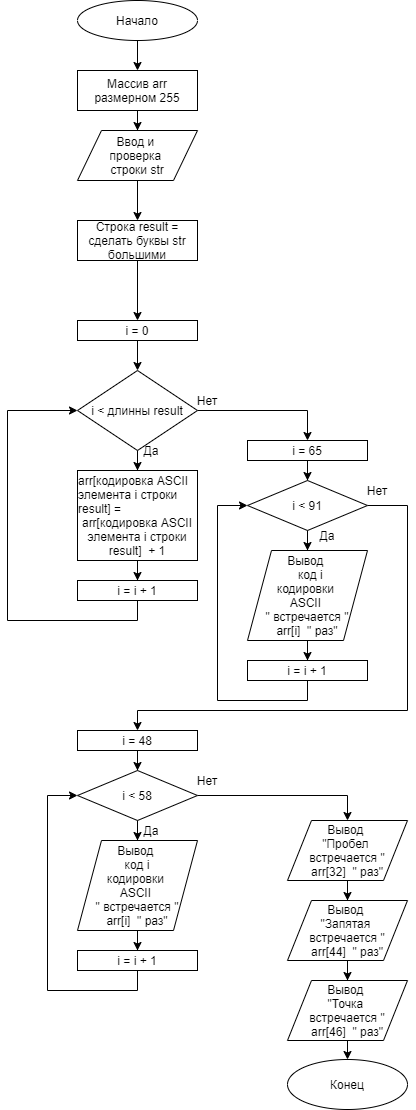 Начало
Массив arr
размерном 255
Ввод и
проверка
строки str
Строка result =
сделать буквы str
большими
i = 0
i < длинны result
Нет
Да
arr[кодировка ASCII
элемента i строки
result] =
arr[кодировка ASCII
элемента i строки
result] + 1
i = i + 1
i = 65
i < 91
Нет
Да
Вывод
код i
кодировки
ASCII
" встречается "
arr[i] " раз"
i = i + 1
i = 48
i < 58
Нет
Да
Вывод
код i
кодировки
ASCII
" встречается "
arr[i] " раз"
i = i + 1
Вывод
"Пробел
встречается "
arr[32] " раз"
Вывод
"Запятая
встречается "
arr[44] " раз"
Вывод
"Точка
встречается "
arr[46] " раз"
Конец